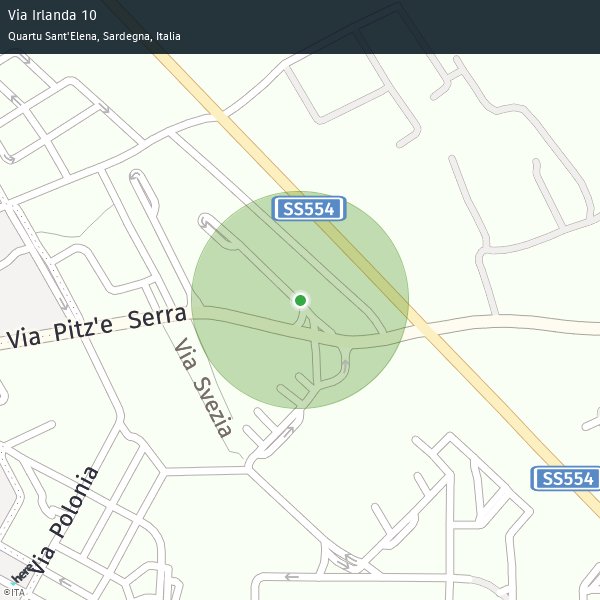 Via Irlanda 10
Quartu Sant'Elena, Sardegna, Italia
SS554
Via Pitz'e Serra
Via Svezia
SS554
Via Polonia
here
©ITA